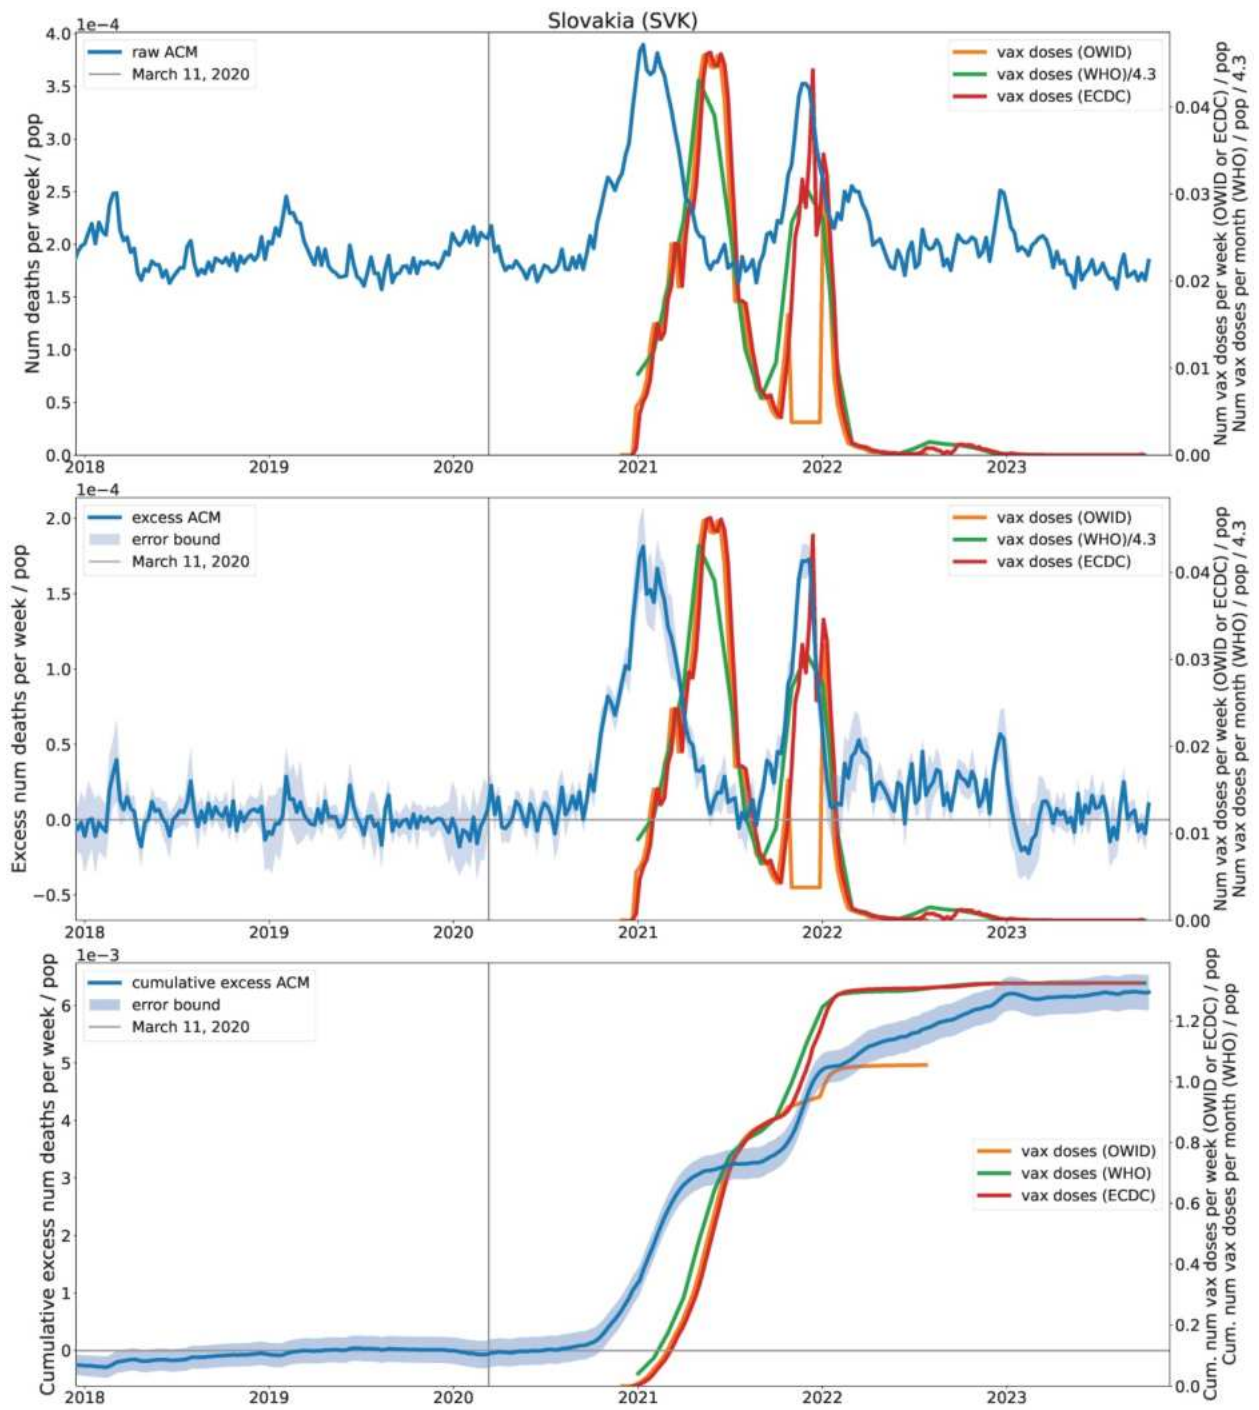 Slovakia (SVK)
1e−4
raw ACM
March 11, 2020
vax doses (OWID)
vax doses (WHO)/4.3
vax doses (ECDC)
4.0
3.5
3.0
2.5
2.0
1.5
1.0
0.5
0.0
Num deaths per week / pop
0.04
0.03
0.02
0.01
0.00
Num vax doses per week (OWID or ECDC) / pop
Num vax doses per month (WHO) / pop / 4.3
2018 2019 2020 2021 2022 2023
1e−4
excess ACM
error bound
March 11, 2020
vax doses (OWID)
vax doses (WHO)/4.3
vax doses (ECDC)
2.0
1.5
1.0
0.5
0.0
−0.5
Excess num deaths per week / pop
0.04
0.03
0.02
0.01
0.00
Num vax doses per week (OWID or ECDC) / pop
Num vax doses per month (WHO) / pop / 4.3
2018 2019 2020 2021 2022 2023
1e−3
cumulative excess ACM
error bound
March 11, 2020
6
5
4
3
2
1
0
Cumulative excess num deaths per week / pop
vax doses (OWID)
vax doses (WHO)
vax doses (ECDC)
1.2
1.0
0.8
0.6
0.4
0.2
0.0
Cum. num vax doses per week (OWID or ECDC) / pop
Cum. num vax doses per month (WHO) / pop
2018 2019 2020 2021 2022 2023